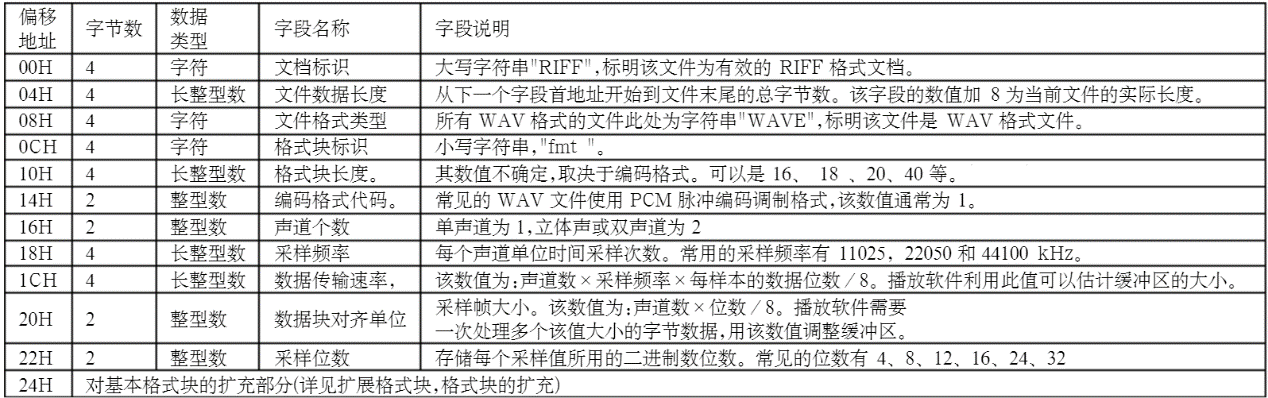 偏移地址 字节数 数据类型 字段名称 字段说明
00H 4 字符 文档标识 大写字符串"RIFF",标明该文件为有效的 RIFF 格式文档。
04H 4 长整型数 文件数据长度 从下一个字段首地址开始到文件末尾的总字节数。该字段的数值加 8 为当前文件的实际长度。
08H 4 字符 文件格式类型 所有 WAV 格式的文件此处为字符串"WAVE",标明该文件是 WAV 格式文件。
0CH 4 字符 格式块标识 小写字符串,"fmt "。
10H 4 长整型数 格式块长度。 其数值不确定,取决于编码格式。可以是 16、 18 、20、40 等。
14H 2 整型数 编码格式代码。 常见的 WAV 文件使用 PCM 脉冲编码调制格式,该数值通常为 1。
16H 2 整型数 声道个数 单声道为 1,立体声或双声道为 2
18H 4 长整型数 采样频率 每个声道单位时间采样次数。常用的采样频率有 11025, 22050 和 44100 kHz。
1CH 4 长整型数 数据传输速率, 该数值为:声道数×采样频率×每样本的数据位数/8。播放软件利用此值可以估计缓冲区的大小。
20H 2 整型数 数据块对齐单位 采样帧大小。该数值为:声道数×位数/8。播放软件需要
一次处理多个该值大小的字节数据,用该数值调整缓冲区。
22H 2 整型数 采样位数 存储每个采样值所用的二进制数位数。常见的位数有 4、8、12、16、24、32
24H 对基本格式块的扩充部分(详见扩展格式块,格式块的扩充)